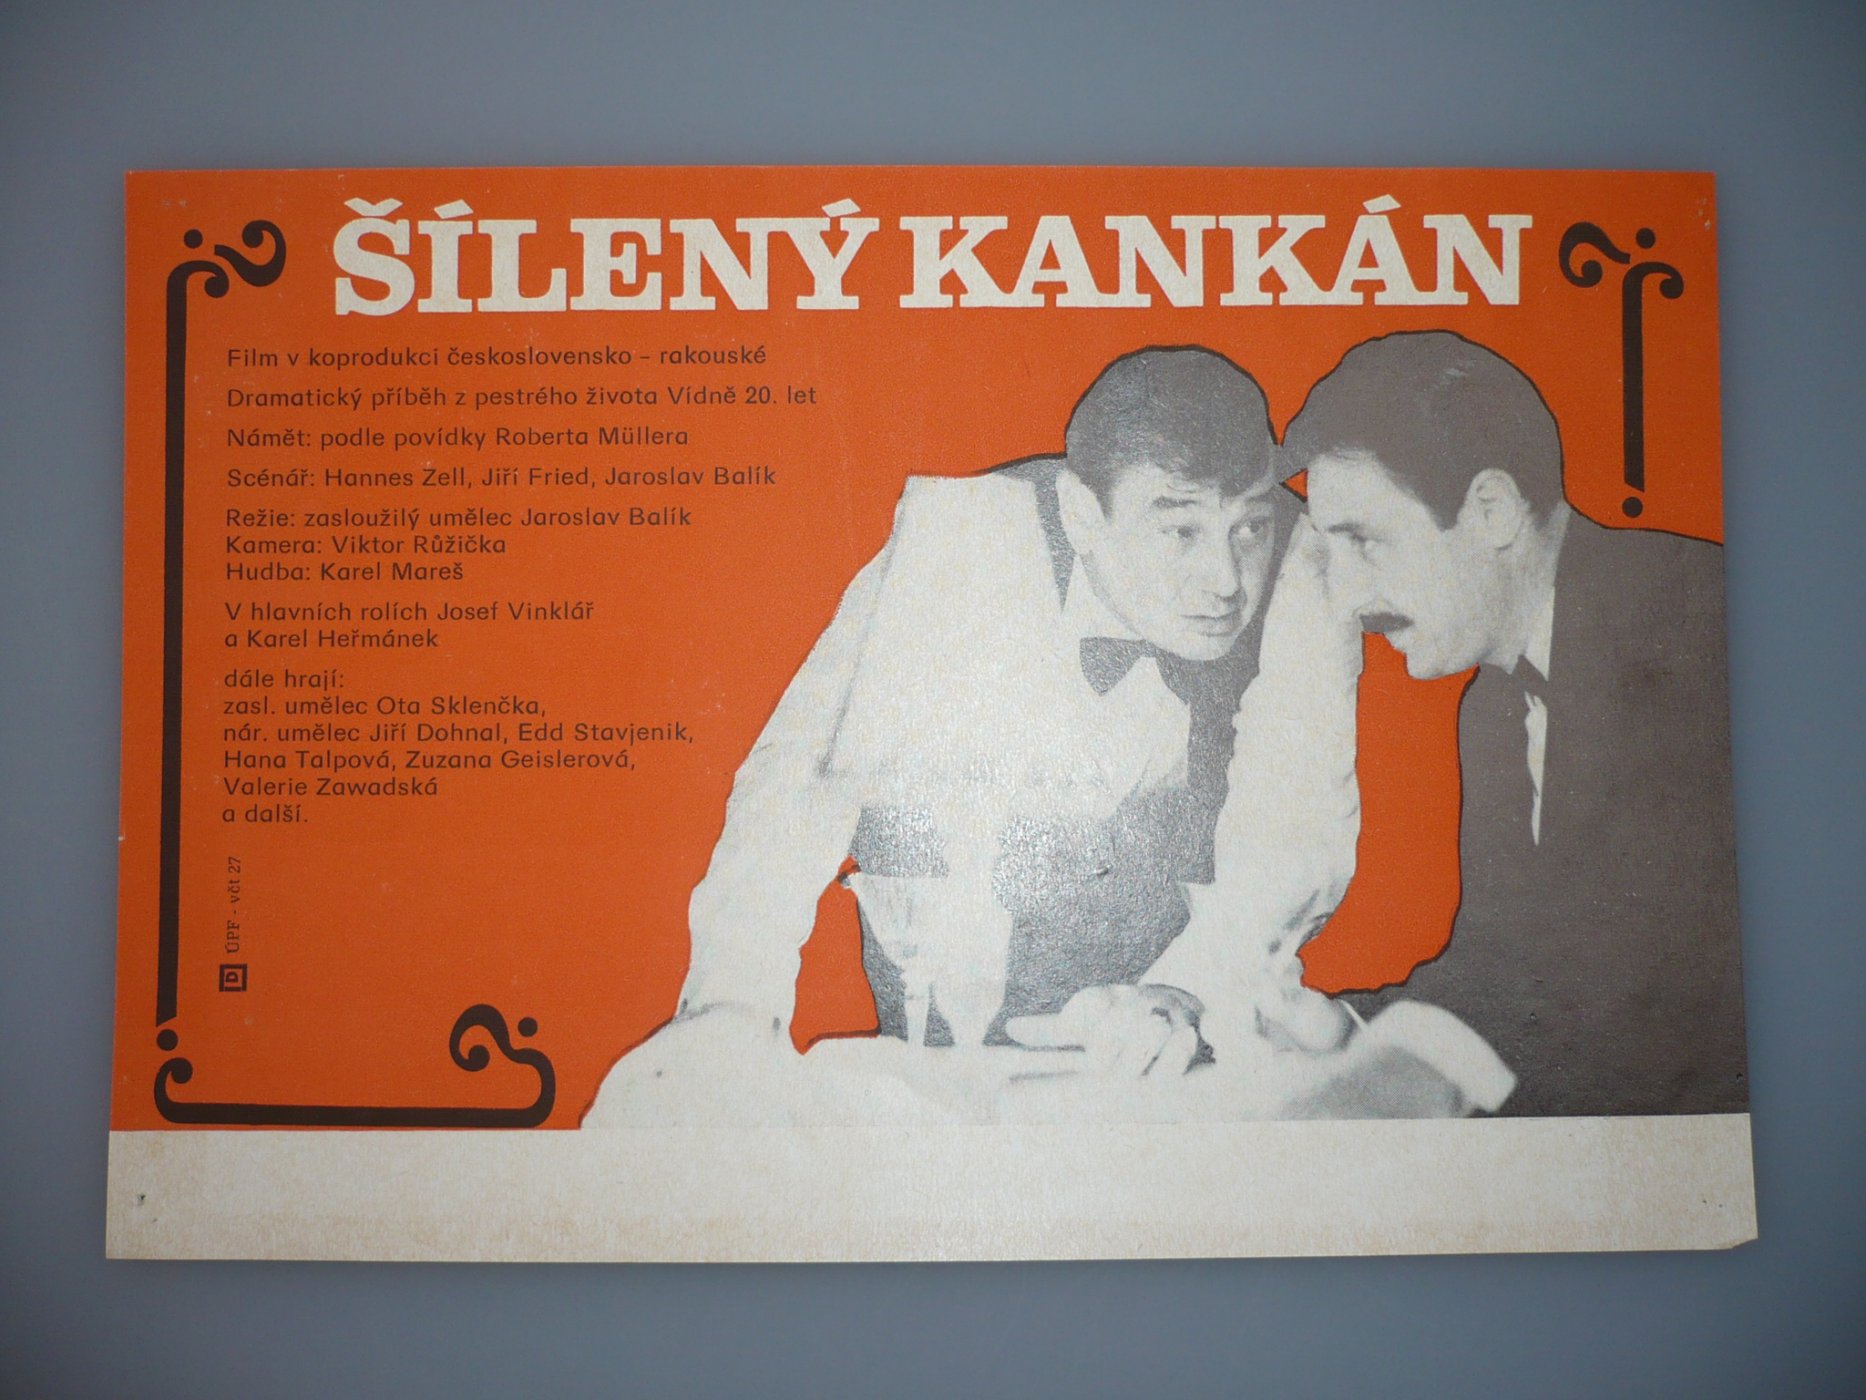 ŠÍLENÝ KANKÁN
Film v koprodukci československo – rakouské
Dramatický příběh z pestrého života Vídně 20. let
Námět: podle povídky Roberta Müllera
Scénář: Hannes Zell, Jiří Fried, Jaroslav Balík
Režie: zasloužilý umělec Jaroslav Balík
Kamera: Viktor Růžička
Hudba: Karel Mareš
V hlavních rolích Josef Vinklář
a Karel Heřmánek
dále hrají:
zasl. umělec Ota Sklenčka,
nár. umělec Jiří Dohnal, Edd Stavjenik,
Hana Talpová, Zuzana Geislerová,
Valerie Zawadská
a další.
D ÚPF - včt 27